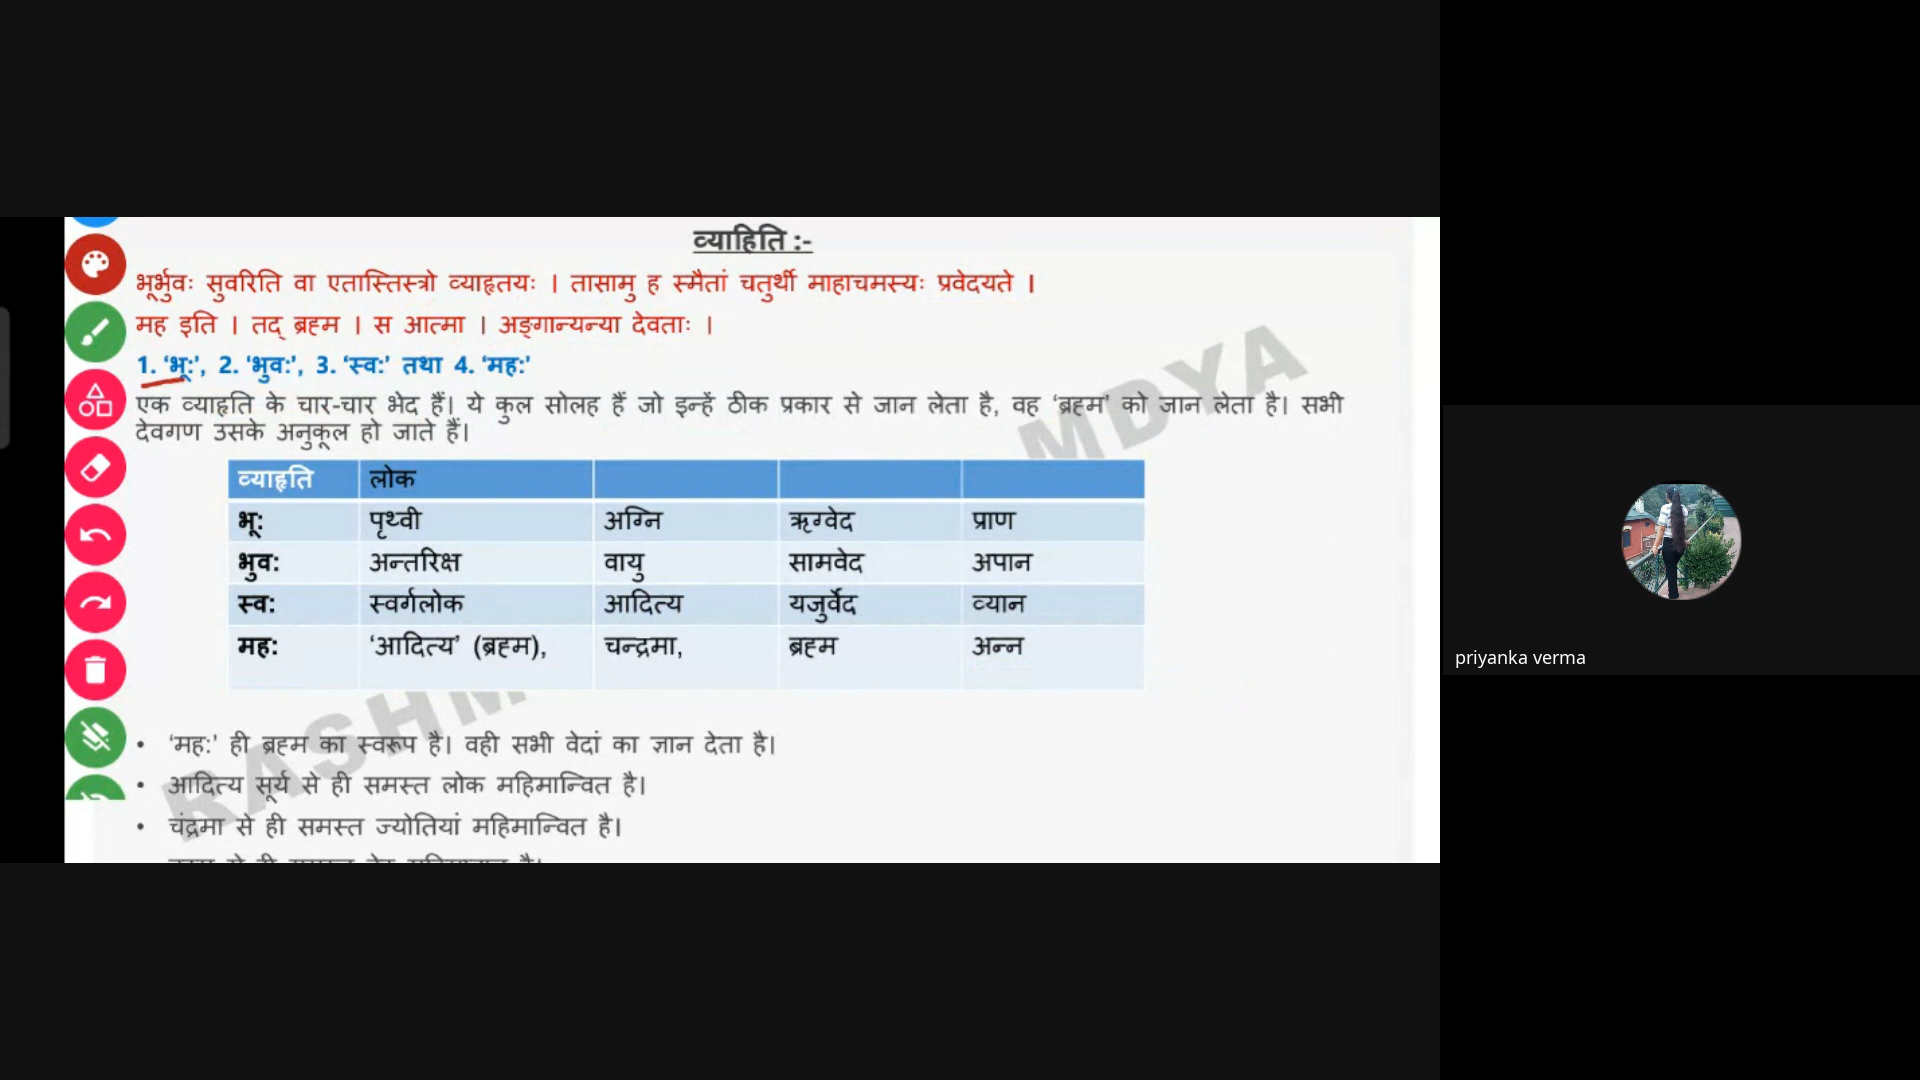 व्याहिति :-
भूर्भुवः सुवरिति वा एतास्तिस्त्रो व्याहृतयः । तासामु ह स्मैतां चतुर्थी माहाचमस्यः प्रवेदयते ।
मह इति । तद् ब्रह्म । स आत्मा । अङ्गान्यन्या देवताः ।
1. ‘भू:’, 2. ‘भुव:’, 3. ‘स्व:’ तथा 4. ‘मह:’
एक व्याहृति के चार-चार भेद हैं। ये कुल सोलह हैं जो इन्हें ठीक प्रकार से जान लेता है, वह ‘ब्रह्म’ को जान लेता है। सभी
देवगण उसके अनुकूल हो जाते हैं।
व्याहृति लोक
भू: पृथ्वी अग्नि ऋग्वेद प्राण
भुव: अन्तरिक्ष वायु सामवेद अपान
स्व: स्वर्गलोक आदित्य यजुर्वेद व्यान
मह: ‘आदित्य’ (ब्रह्म), चन्द्रमा, ब्रह्म अन्न
• ‘मह:’ ही ब्रह्म का स्वरूप है। वही सभी वेदां का ज्ञान देता है।
• आदित्य सूर्य से ही समस्त लोक महिमान्वित है।
• चंद्रमा से ही समस्त ज्योतियां महिमान्वित है।
RASHM
MDYA
priyanka verma